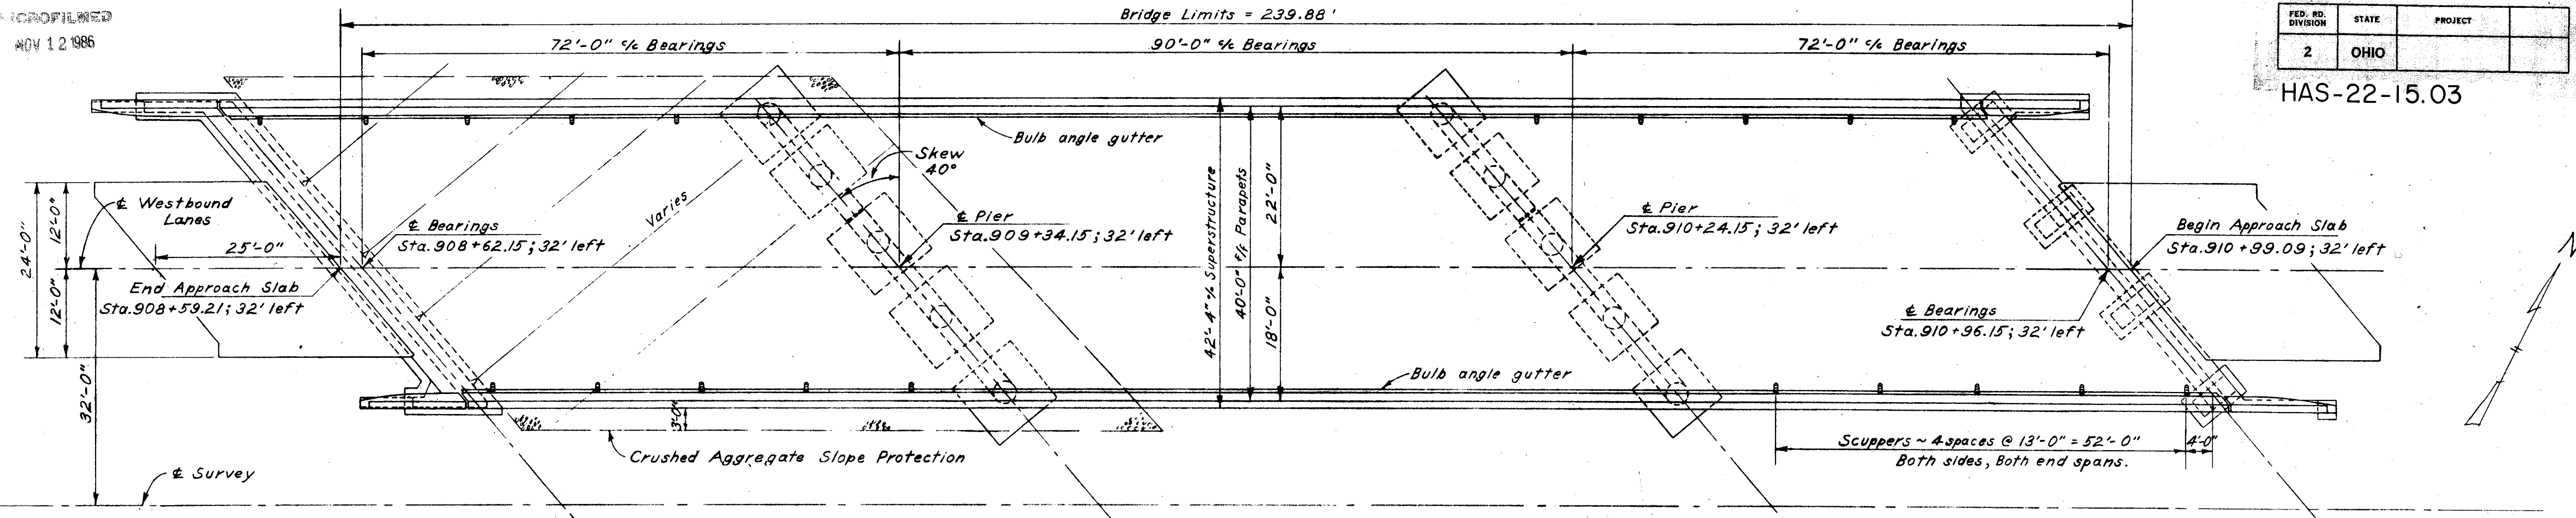 MICROFILMED
NOV 12 1986
Bridge Limits = 239.88'
72'-0" c/c Bearings
90'-0" c/c Bearings
72'-0" c/c Bearings
FED. RD. DIVISION
STATE
PROJECT
2
OHIO
HAS-22-15.03
Bulb angle gutter
Skew
40°
Varies
℄ Westbound
Lanes
25'-0"
24'-0"
12'-0"
12'-0"
32'-0"
℄ Bearings
Sta.908+62.15; 32' left
End Approach Slab
Sta.908+59.21; 32' left
℄ Pier
Sta.909+34.15; 32' left
42'-4" o/o Superstructure
40'-0" F/F Parapets
22'-0"
18'-0"
℄ Pier
Sta.910+24.15; 32' left
Begin Approach Slab
Sta.910+99.09; 32' left
℄ Bearings
Sta.910+96.15; 32' left
N
Bulb angle gutter
3'-0"
Crushed Aggregate Slope Protection
Scuppers ~ 4 spaces @ 13'-0" = 52'-0"
4'-0"
Both sides, Both end spans.
℄ Survey